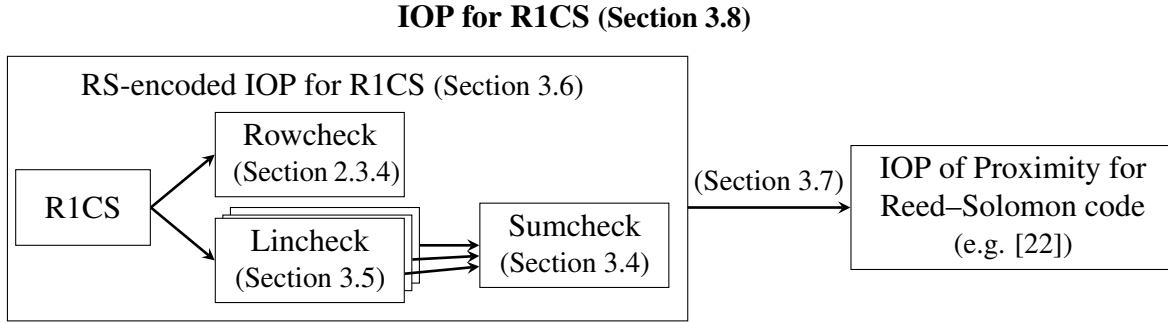 IOP for R1CS (Section 3.8)
RS-encoded IOP for R1CS (Section 3.6)
R1CS
Rowcheck
(Section 2.3.4)
Lincheck
(Section 3.5)
Sumcheck
(Section 3.4)
(Section 3.7)
IOP of Proximity for
Reed–Solomon code
(e.g. [22])